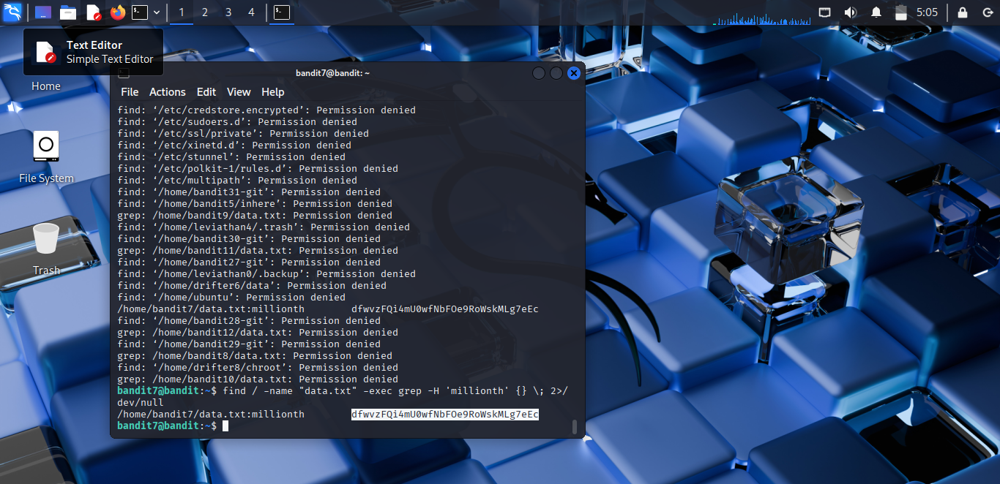 1 2 3 4 5:05
Text Editor
Simple Text Editor
Home
File System
Trash
bandit7@bandit: ~
File Actions Edit View Help
find: ‘/etc/credstore.encrypted’: Permission denied
find: ‘/etc/sudoers.d’: Permission denied
find: ‘/etc/ssl/private’: Permission denied
find: ‘/etc/xinetd.d’: Permission denied
find: ‘/etc/stunnel’: Permission denied
find: ‘/etc/polkit-1/rules.d’: Permission denied
find: ‘/etc/multipath’: Permission denied
find: ‘/home/bandit31-git’: Permission denied
find: ‘/home/bandit5/inhere’: Permission denied
grep: /home/bandit9/data.txt: Permission denied
find: ‘/home/leviathan4/.trash’: Permission denied
find: ‘/home/bandit30-git’: Permission denied
grep: /home/bandit11/data.txt: Permission denied
find: ‘/home/bandit27-git’: Permission denied
find: ‘/home/leviathan0/.backup’: Permission denied
find: ‘/home/drifter6/data’: Permission denied
find: ‘/home/ubuntu’: Permission denied
/home/bandit7/data.txt:millionth dfwvzFQi4mU0wfNbFOe9RoWskMLg7eEc
find: ‘/home/bandit28-git’: Permission denied
grep: /home/bandit12/data.txt: Permission denied
find: ‘/home/bandit29-git’: Permission denied
grep: /home/bandit8/data.txt: Permission denied
find: ‘/home/drifter8/chroot’: Permission denied
grep: /home/bandit10/data.txt: Permission denied
bandit7@bandit:~$ find / -name "data.txt" -exec grep -H 'millionth' {} \; 2>/
dev/null
/home/bandit7/data.txt:millionth dfwvzFQi4mU0wfNbFOe9RoWskMLg7eEc
bandit7@bandit:~$